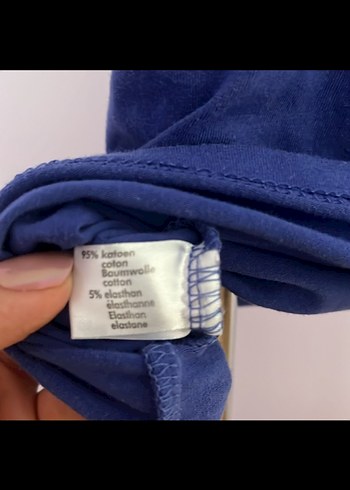 95% katoen
coton
Baumwolle
cotton
5% elasthan
élasthanne
Elasthan
elastane